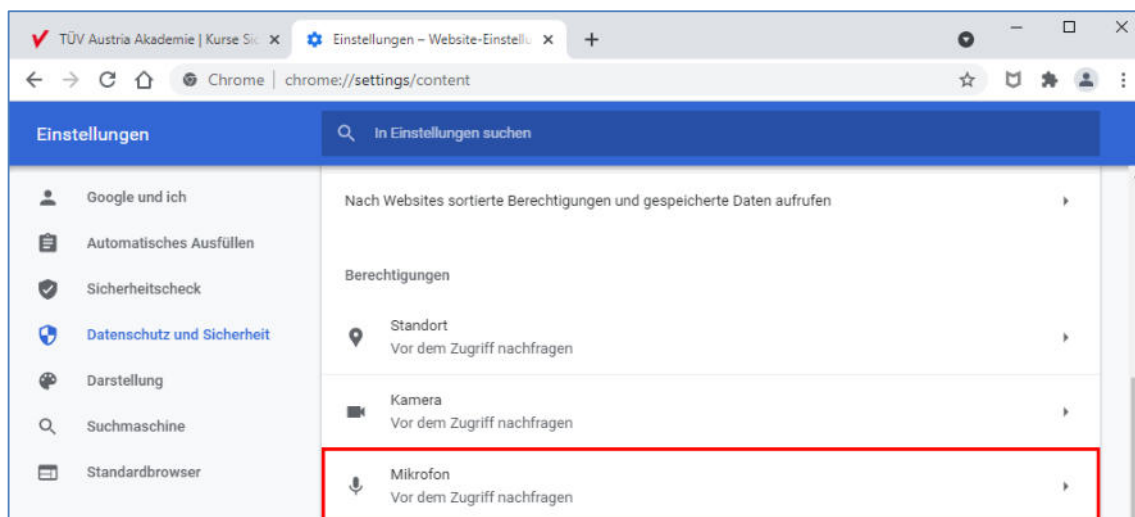 TÜV Austria Akademie | Kurse Sic
Einstellungen – Website-Einstellu
Chrome | chrome://settings/content
Einstellungen
In Einstellungen suchen
Google und ich
Automatisches Ausfüllen
Sicherheitscheck
Datenschutz und Sicherheit
Darstellung
Suchmaschine
Standardbrowser
Nach Websites sortierte Berechtigungen und gespeicherte Daten aufrufen
Berechtigungen
Standort
Vor dem Zugriff nachfragen
Kamera
Vor dem Zugriff nachfragen
Mikrofon
Vor dem Zugriff nachfragen